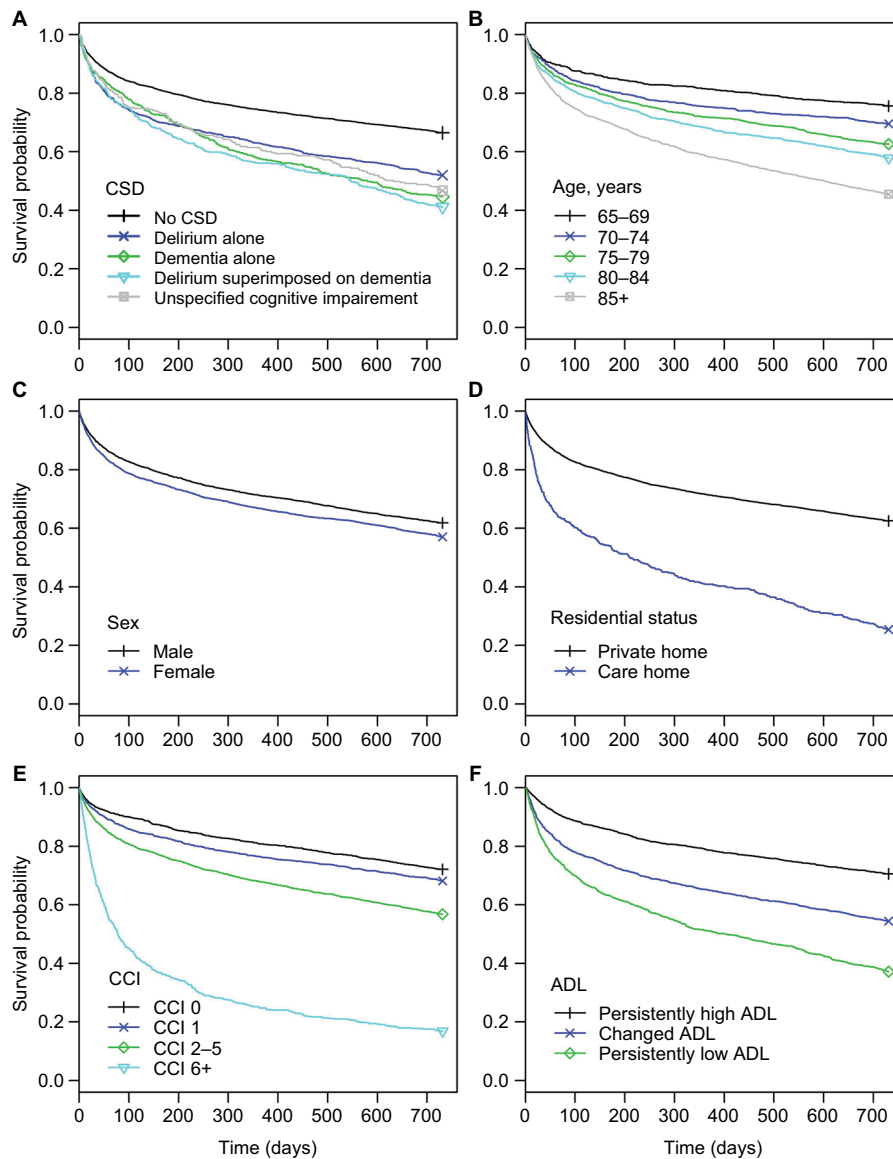 A
Survival probability
1.0
0.8
0.6
0.4
0.2
0.0
CSD
No CSD
Delirium alone
Dementia alone
Delirium superimposed on dementia
Unspecified cognitive impairement
0 100 200 300 400 500 600 700
B
1.0
0.8
0.6
0.4
0.2
0.0
Age, years
65–69
70–74
75–79
80–84
85+
0 100 200 300 400 500 600 700
C
Survival probability
1.0
0.8
0.6
0.4
0.2
0.0
Sex
Male
Female
0 100 200 300 400 500 600 700
D
1.0
0.8
0.6
0.4
0.2
0.0
Residential status
Private home
Care home
0 100 200 300 400 500 600 700
E
Survival probability
1.0
0.8
0.6
0.4
0.2
0.0
CCI
CCI 0
CCI 1
CCI 2–5
CCI 6+
0 100 200 300 400 500 600 700
Time (days)
F
1.0
0.8
0.6
0.4
0.2
0.0
ADL
Persistently high ADL
Changed ADL
Persistently low ADL
0 100 200 300 400 500 600 700
Time (days)